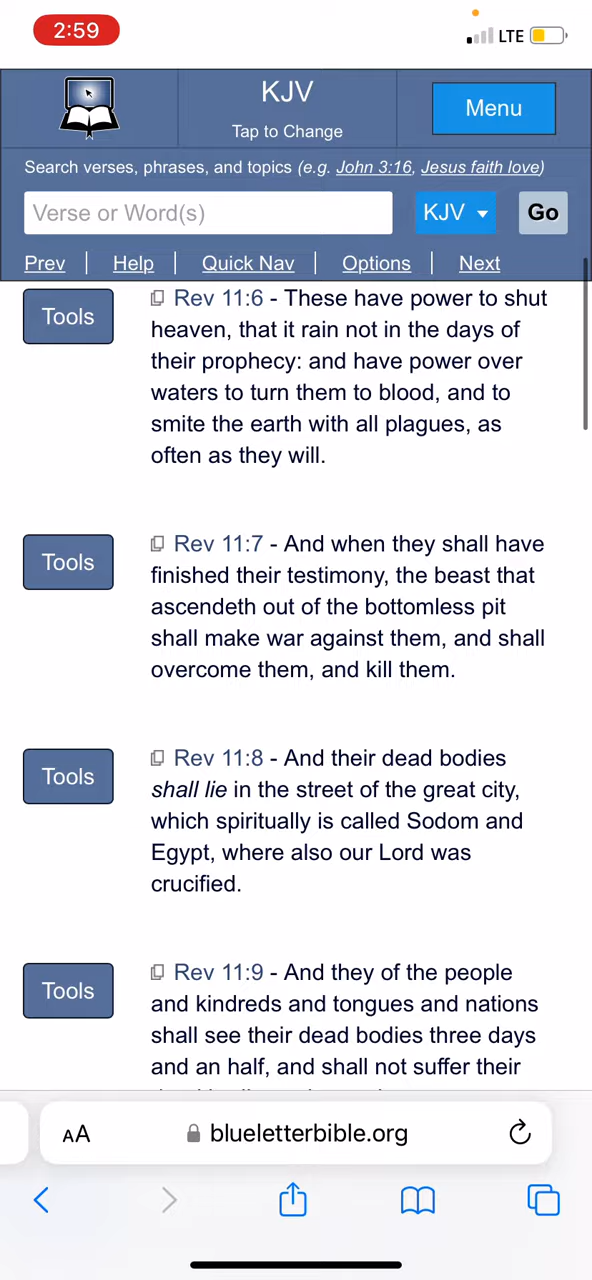 2:59
LTE
KJV
Tap to Change
Menu
Search verses, phrases, and topics (e.g. John 3:16, Jesus faith love)
Verse or Word(s)
KJV
Go
Prev | Help | Quick Nav | Options | Next
Tools
Rev 11:6 - These have power to shut
heaven, that it rain not in the days of
their prophecy: and have power over
waters to turn them to blood, and to
smite the earth with all plagues, as
often as they will.
Tools
Rev 11:7 - And when they shall have
finished their testimony, the beast that
ascendeth out of the bottomless pit
shall make war against them, and shall
overcome them, and kill them.
Tools
Rev 11:8 - And their dead bodies
shall lie in the street of the great city,
which spiritually is called Sodom and
Egypt, where also our Lord was
crucified.
Tools
Rev 11:9 - And they of the people
and kindreds and tongues and nations
shall see their dead bodies three days
and an half, and shall not suffer their
AA
blueletterbible.org